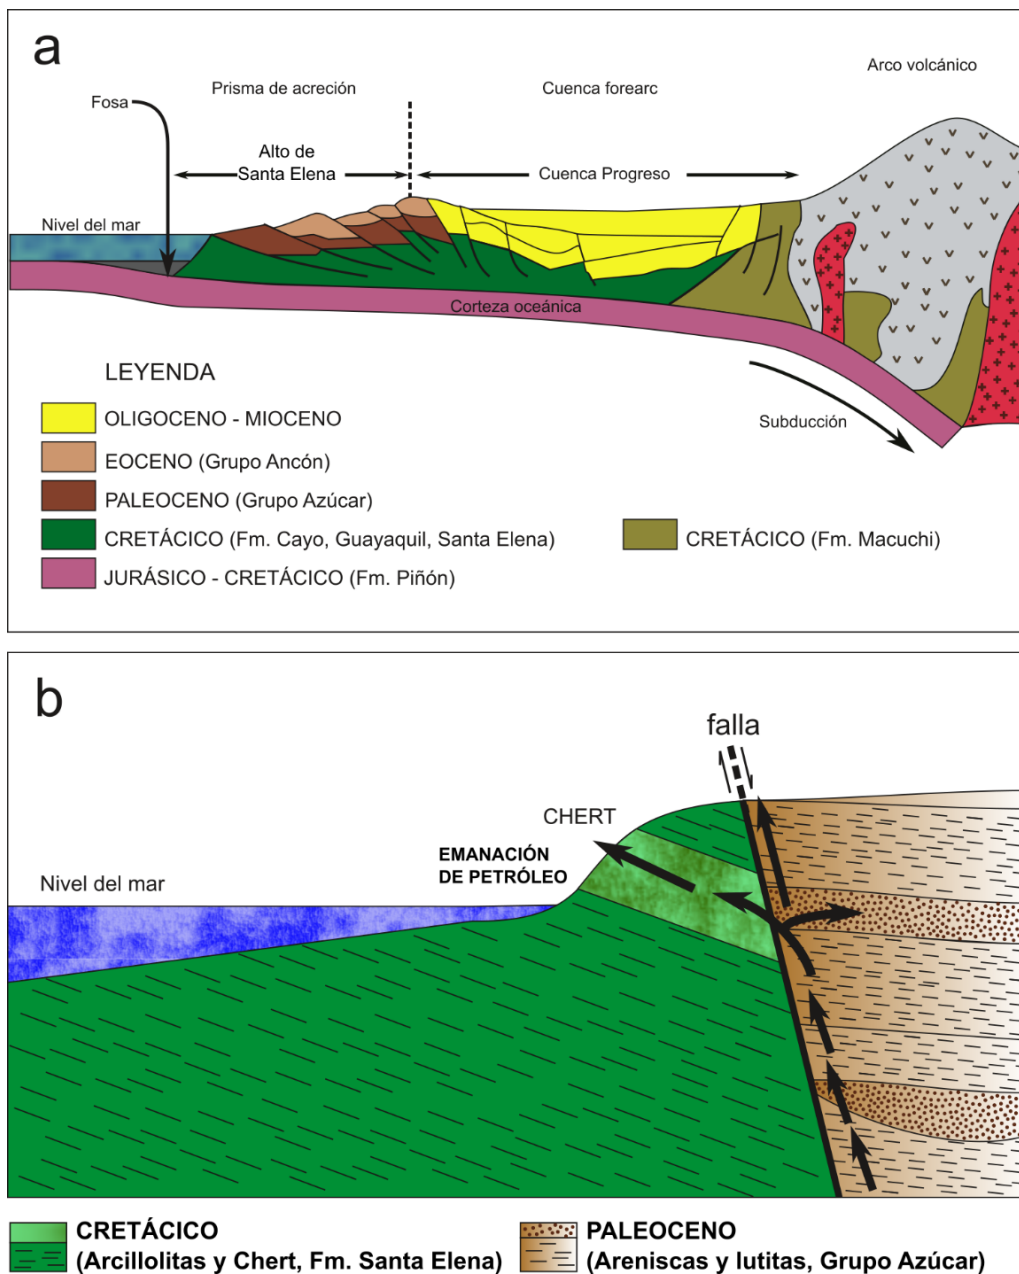 a
Arco volcánico
Prisma de acreción
Cuenca forearc
Fosa
Alto de
Santa Elena
Cuenca Progreso
Nivel del mar
Corteza oceánica
LEYENDA
Subducción
OLIGOCENO - MIOCENO
EOCENO (Grupo Ancón)
PALEOCENO (Grupo Azúcar)
CRETÁCICO (Fm. Cayo, Guayaquil, Santa Elena)
CRETÁCICO (Fm. Macuchi)
JURÁSICO - CRETÁCICO (Fm. Piñón)
b
falla
CHERT
EMANACIÓN
DE PETRÓLEO
Nivel del mar
CRETÁCICO
(Arcillolitas y Chert, Fm. Santa Elena)
PALEOCENO
(Areniscas y lutitas, Grupo Azúcar)